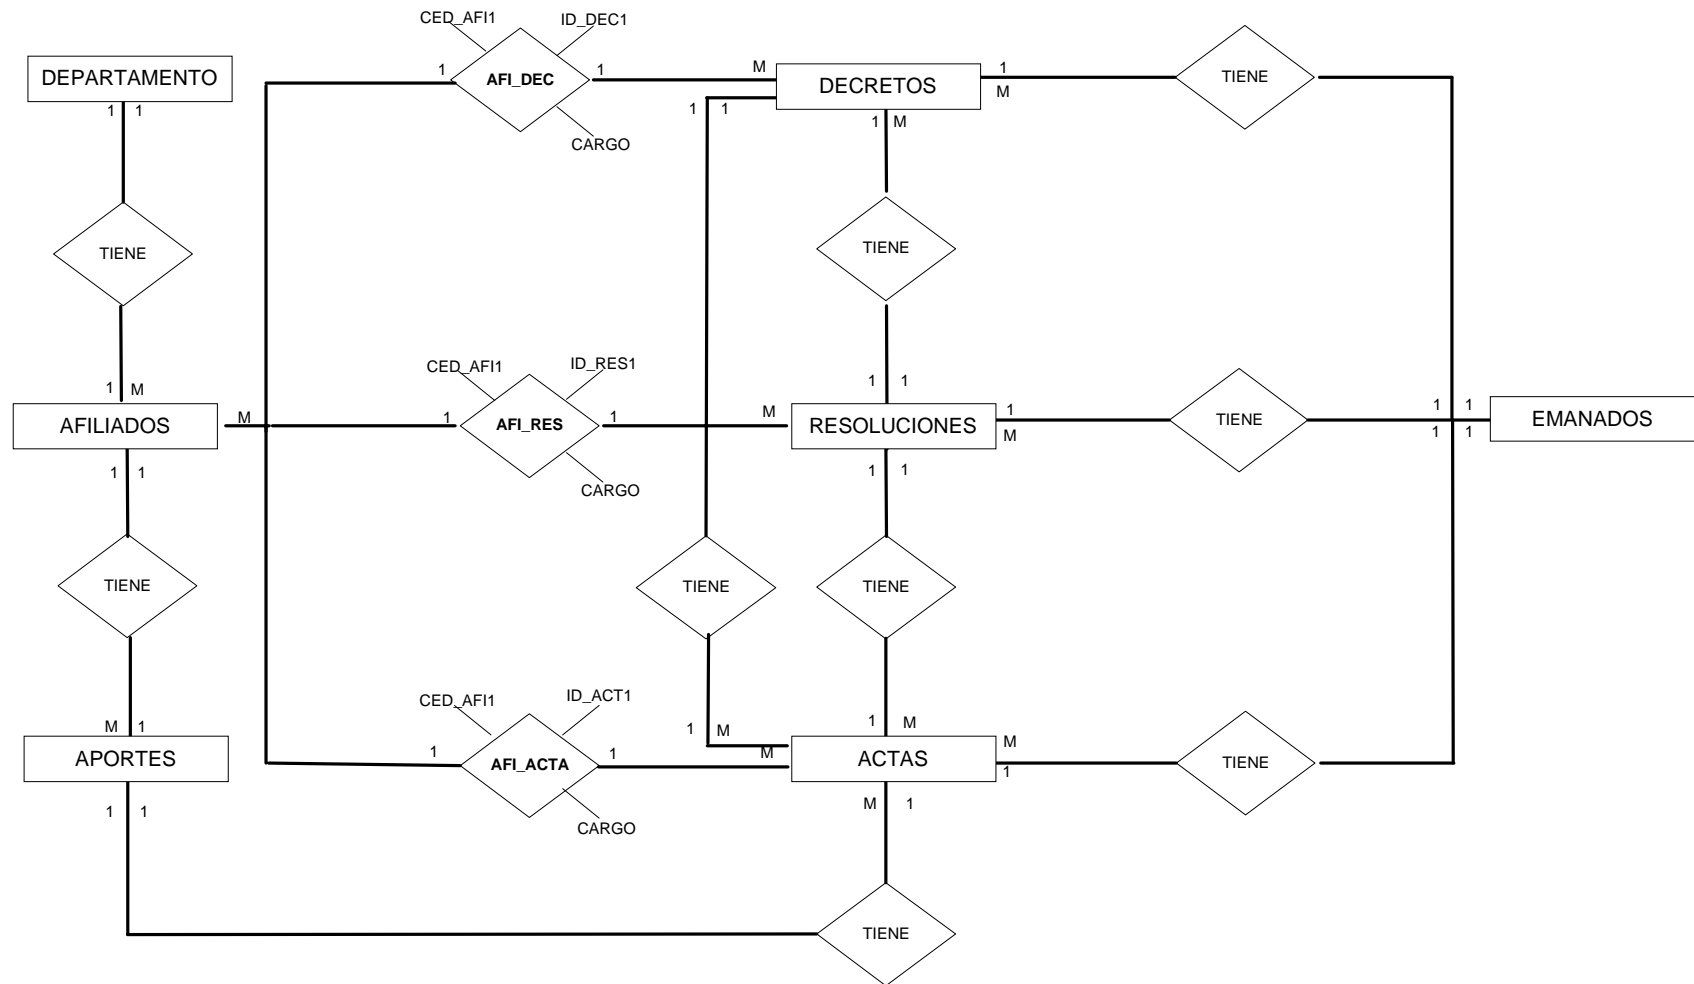 CED_AFI1 ID_DEC1
DEPARTAMENTO
1 AFI_DEC 1
M DECRETOS 1
M
TIENE
1 1
1 1
1 M
CARGO
TIENE
TIENE
CED_AFI1 ID_RES1
1 M
1 1
AFILIADOS
M 1 AFI_RES 1 M
RESOLUCIONES
1
M
TIENE
1 1
1 1
EMANADOS
1 1
1 1
CARGO
TIENE
TIENE
TIENE
CED_AFI1 ID_ACT1
M 1
1 M
1 M
APORTES
1 AFI_ACTA 1 M
ACTAS
M
1
TIENE
1 1
M 1
CARGO
TIENE